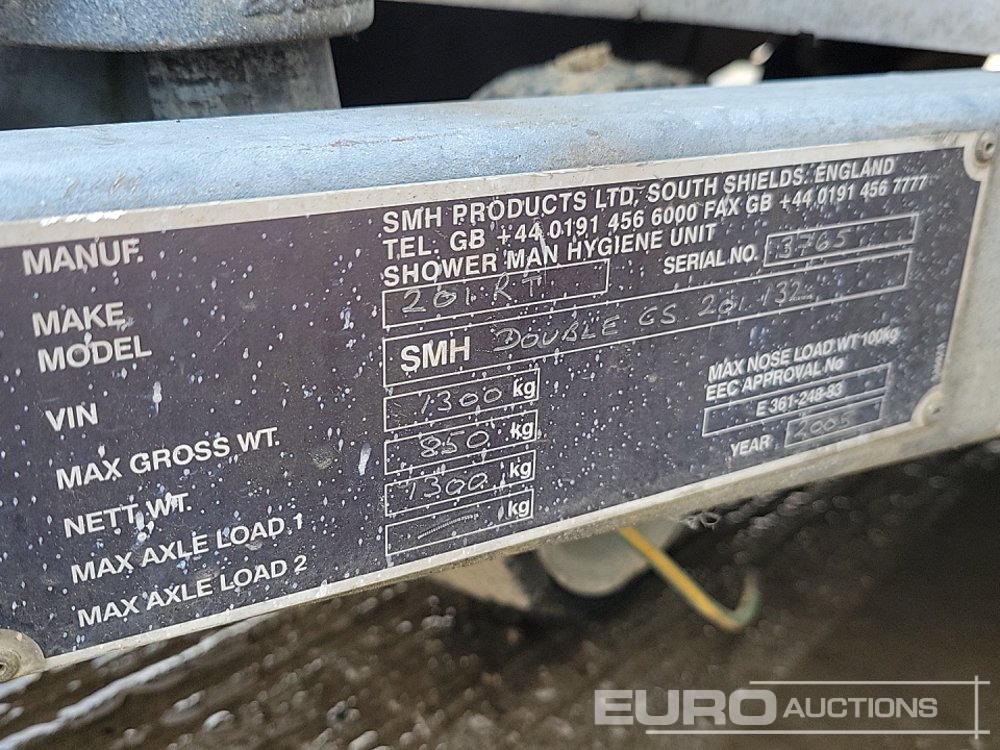 MANUF. SMH PRODUCTS LTD, SOUTH SHIELDS. ENGLAND
TEL. GB +44 0191 456 6000 FAX GB +44 0191 456 7777
MAKE SHOWER MAN HYGIENE UNIT
MODEL 201 RT SERIAL NO. 3765
VIN SMH DOUBLE GS 201 132
MAX GROSS WT. 1300 kg MAX NOSE LOAD WT 100kg
NETT WT. 850 kg EEC APPROVAL No
MAX AXLE LOAD 1 1300 kg E 361-248-83
MAX AXLE LOAD 2 kg YEAR 2005
EURO AUCTIONS